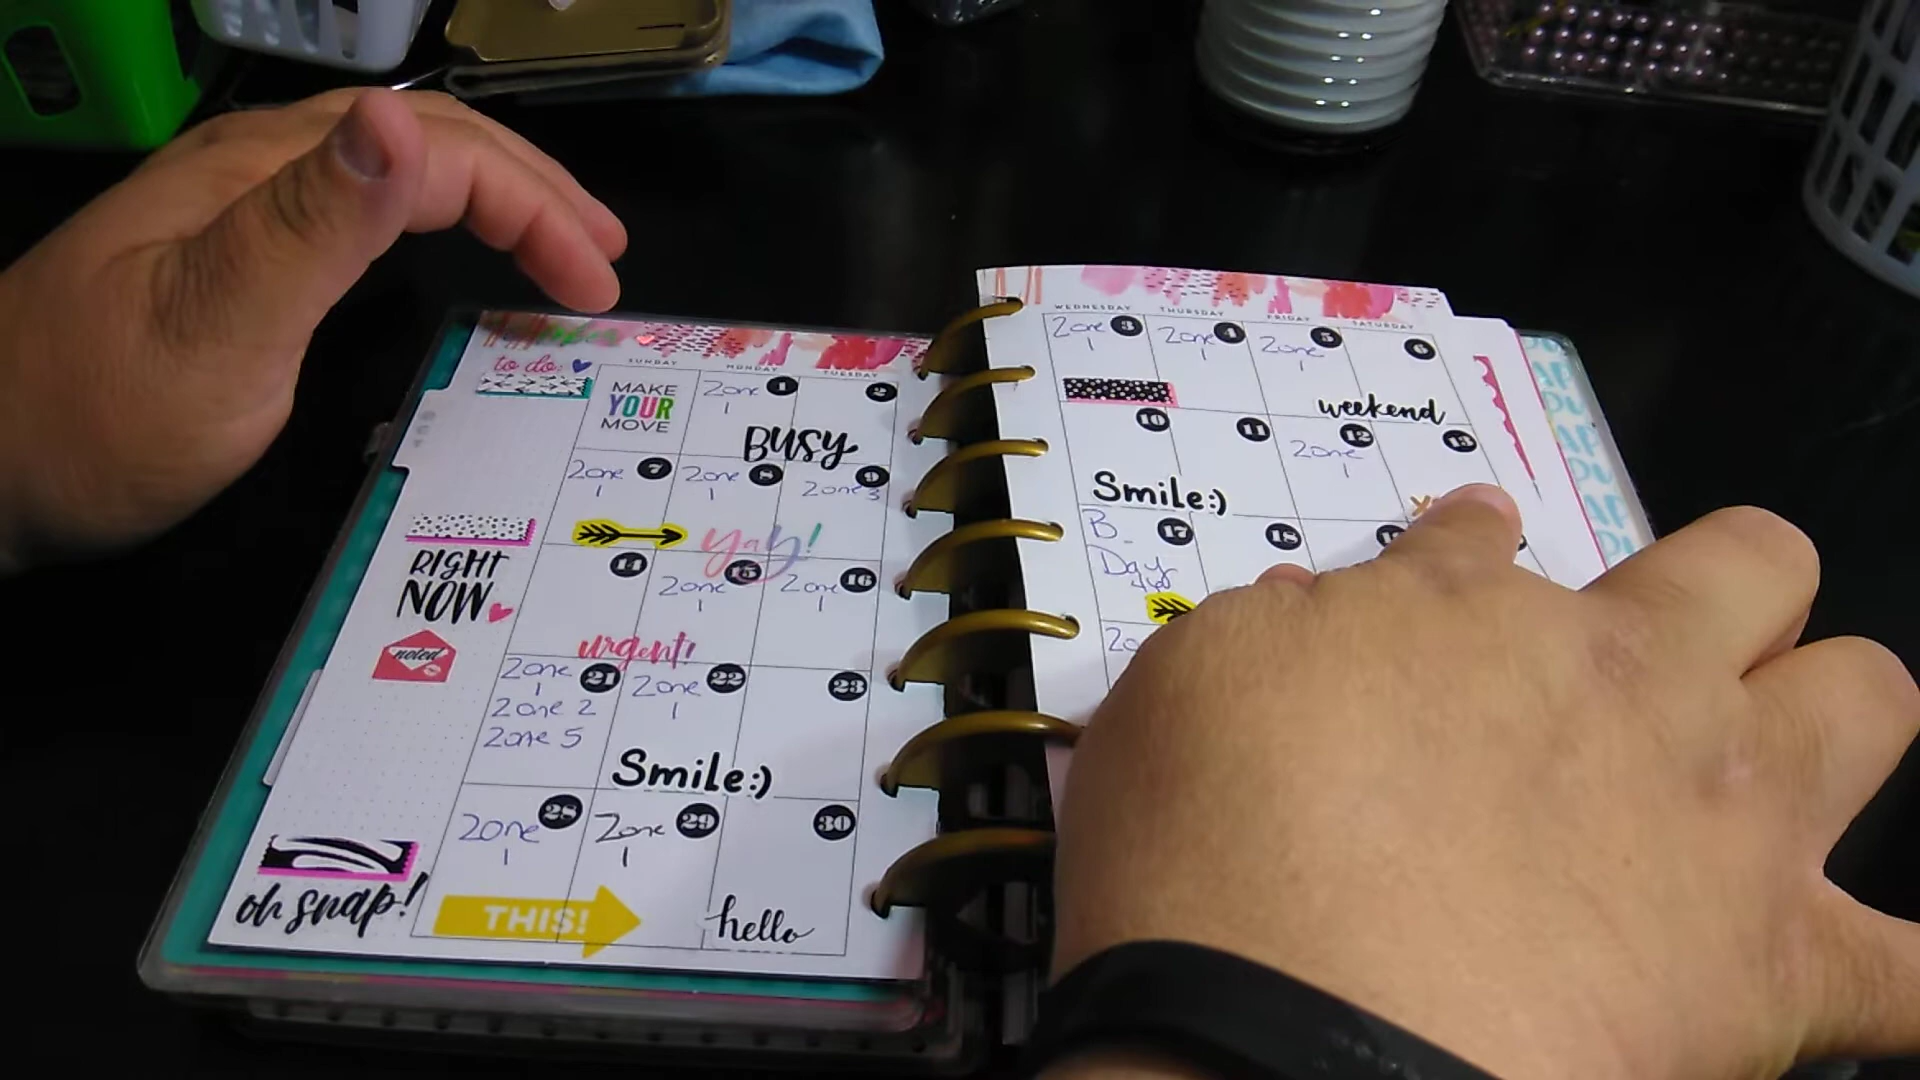 to do:
SUNDAY
MONDAY
TUESDAY
MAKE
YOUR
MOVE
Zone 1
1
2
BUSY
Zone 7
1
Zone 8
1
9
Zone 3
yay!
RIGHT
NOW
noted
14
15
Zone
1
16
Zone
1
urgent!
Zone 21
1
Zone 2
Zone 5
Zone 22
1
23
Smile:)
Zone 28
1
Zone 29
1
30
oh snap!
THIS!
hello
WEDNESDAY
THURSDAY
FRIDAY
SATURDAY
Zone 3
1
Zone 4
1
Zone 5
1
6
weekend
10
11
12
Zone
1
13
Smile:)
B.
Day
17
18